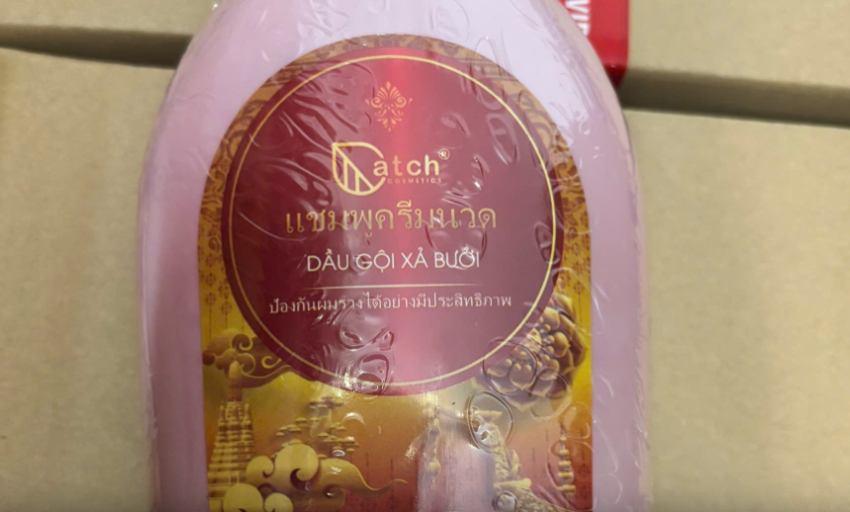 atch®
COSMETICS
แชมพูครีมนวด
DẦU GỘI XẢ BƯỞI
ป้องกันผมร่วงได้อย่างมีประสิทธิภาพ